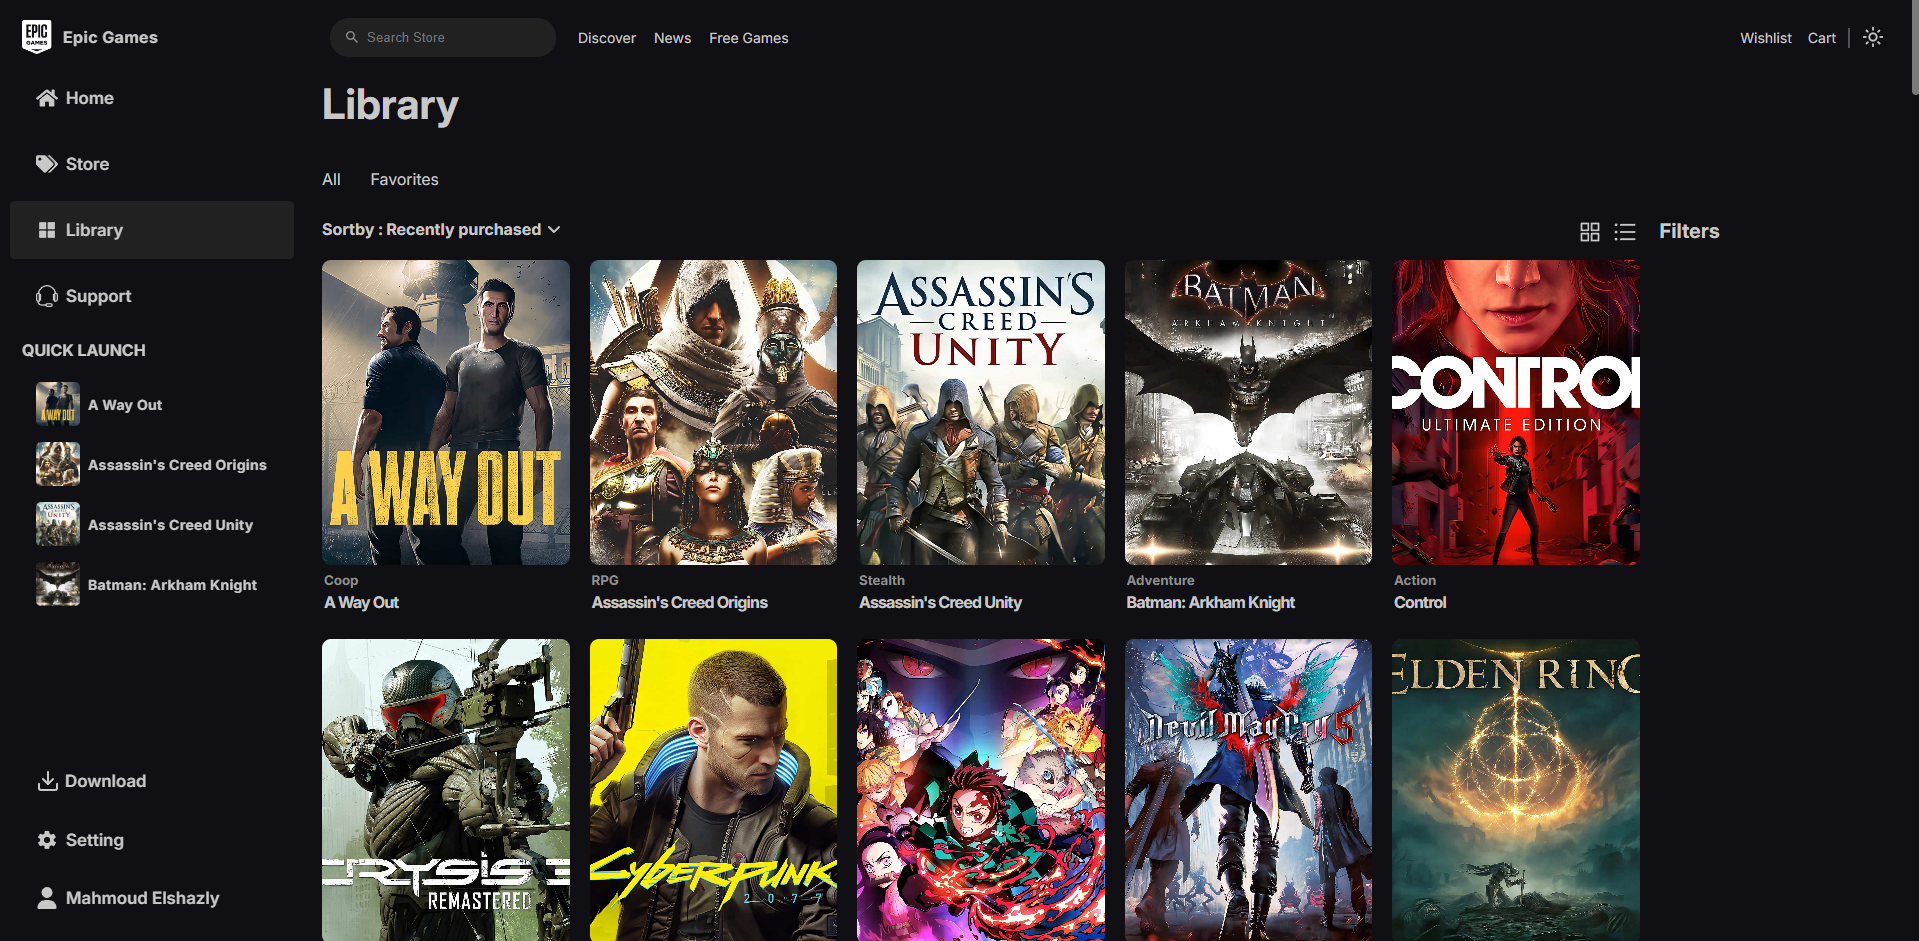 EPIC GAMES
Epic Games
Search Store
Discover
News
Free Games
Wishlist
Cart
Home
Store
Library
Support
QUICK LAUNCH
A WAY OUT
A Way Out
Assassin's Creed Origins
ASSASSIN'S
UNITY
Assassin's Creed Unity
Batman: Arkham Knight
Download
Setting
Mahmoud Elshazly
Library
All
Favorites
Sortby : Recently purchased
Filters
A WAY OUT
ASSASSIN'S
CREED
UNITY
BATMAN
ARKHAM KNIGHT
CONTROL
ULTIMATE EDITION
Coop
A Way Out
RPG
Assassin's Creed Origins
Stealth
Assassin's Creed Unity
Adventure
Batman: Arkham Knight
Action
Control
CRYSIS 3
REMASTERED
CYBERPUNK
2077
Devil May Cry 5
ELDEN RING